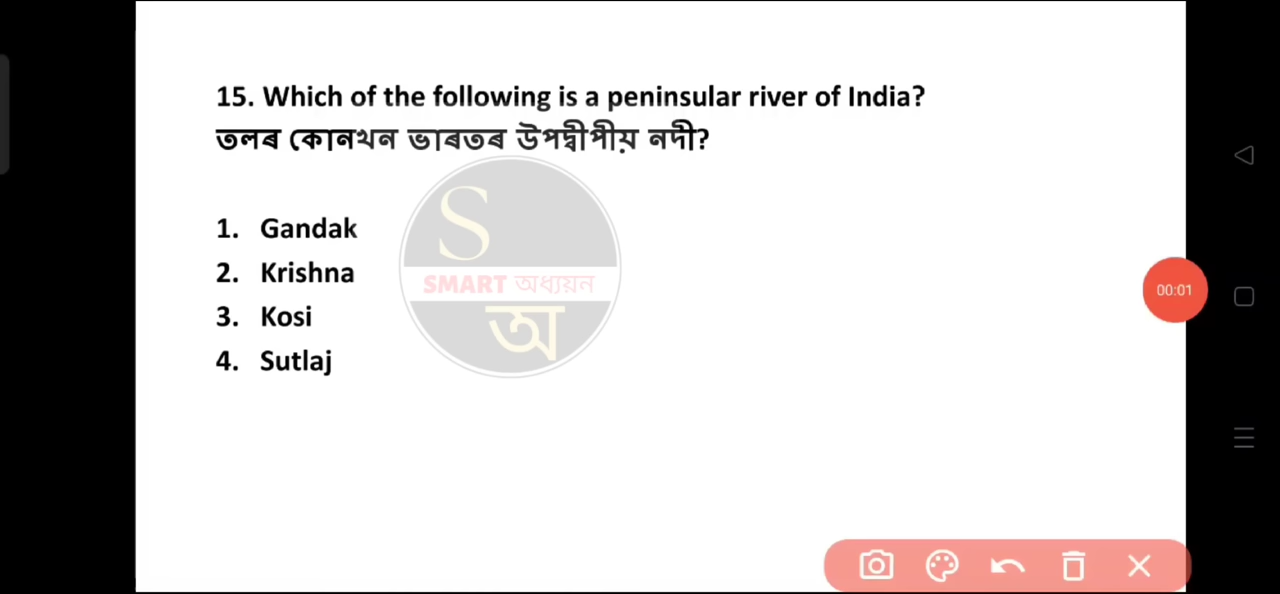 15. Which of the following is a peninsular river of India?
তলৰ কোনখন ভাৰতৰ উপদ্বীপীয় নদী?
1. Gandak
2. Krishna
3. Kosi
4. Sutlaj
S
SMART অধ্যয়ন
অ
00:01